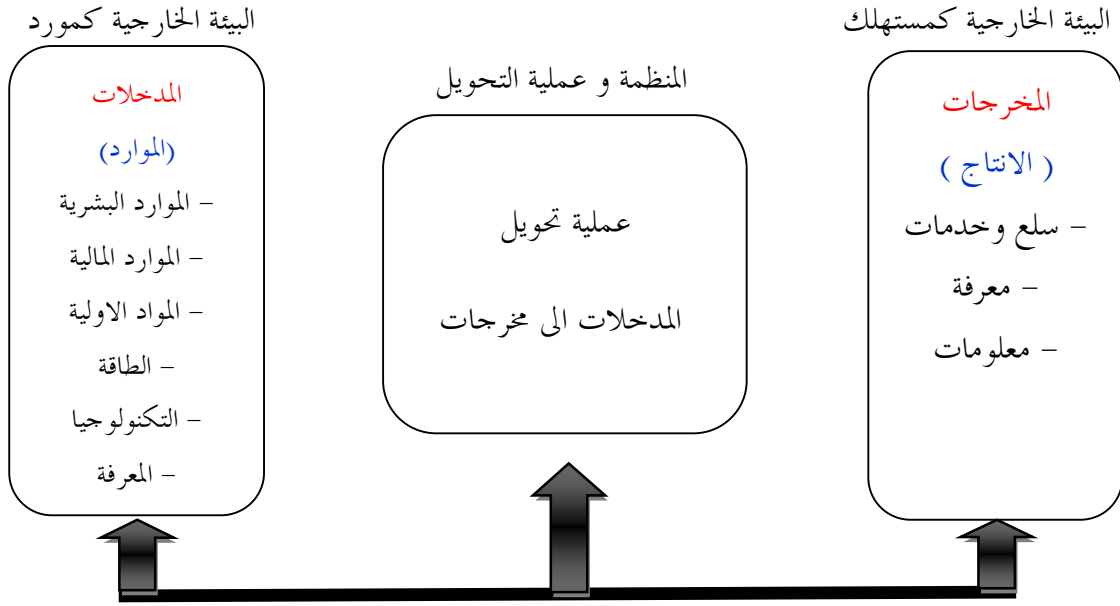 البيئة الخارجية كمورد
المدخلات
(الموارد)
– الموارد البشرية
– الموارد المالية
– المواد الاولية
– الطاقة
– التكنولوجيا
– المعرفة
المنظمة و عملية التحويل
عملية تحويل
المدخلات الى مخرجات
البيئة الخارجية كمستهلك
المخرجات
( الانتاج )
– سلع وخدمات
– معرفة
– معلومات